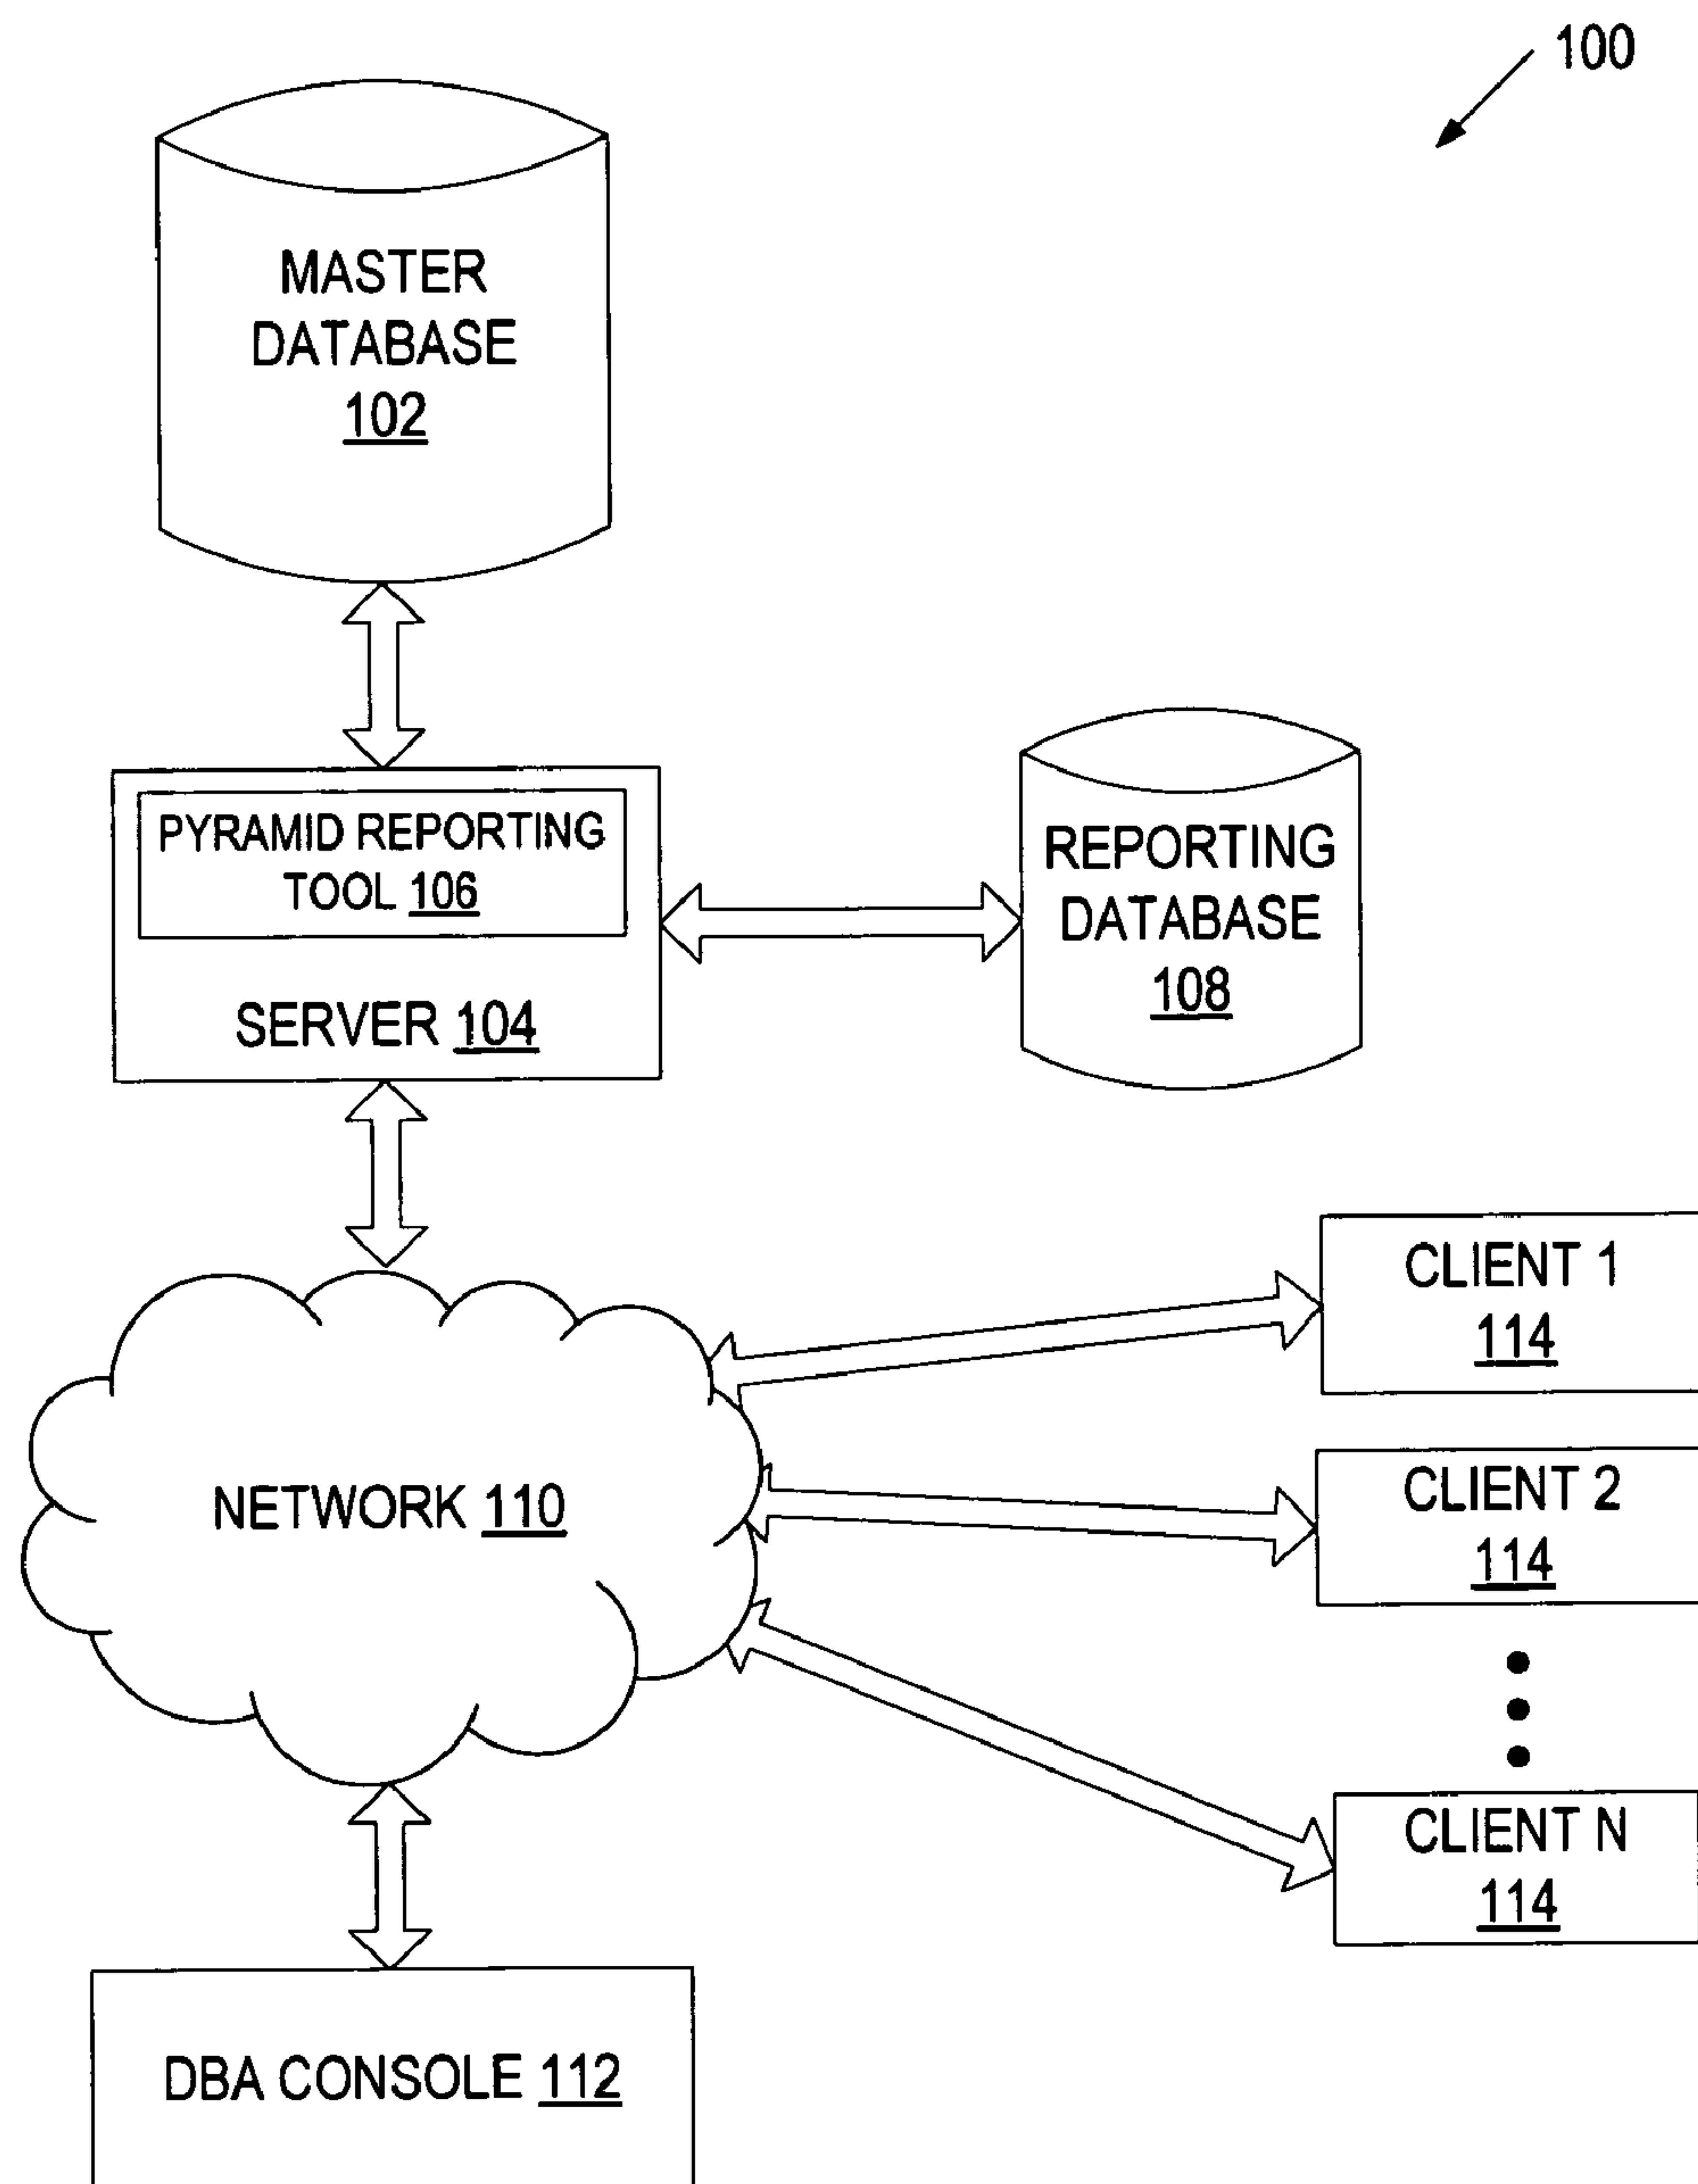 100
MASTER
DATABASE
102
PYRAMID REPORTING
TOOL 106
SERVER 104
REPORTING
DATABASE
108
NETWORK 110
CLIENT 1
114
CLIENT 2
114
CLIENT N
114
DBA CONSOLE 112